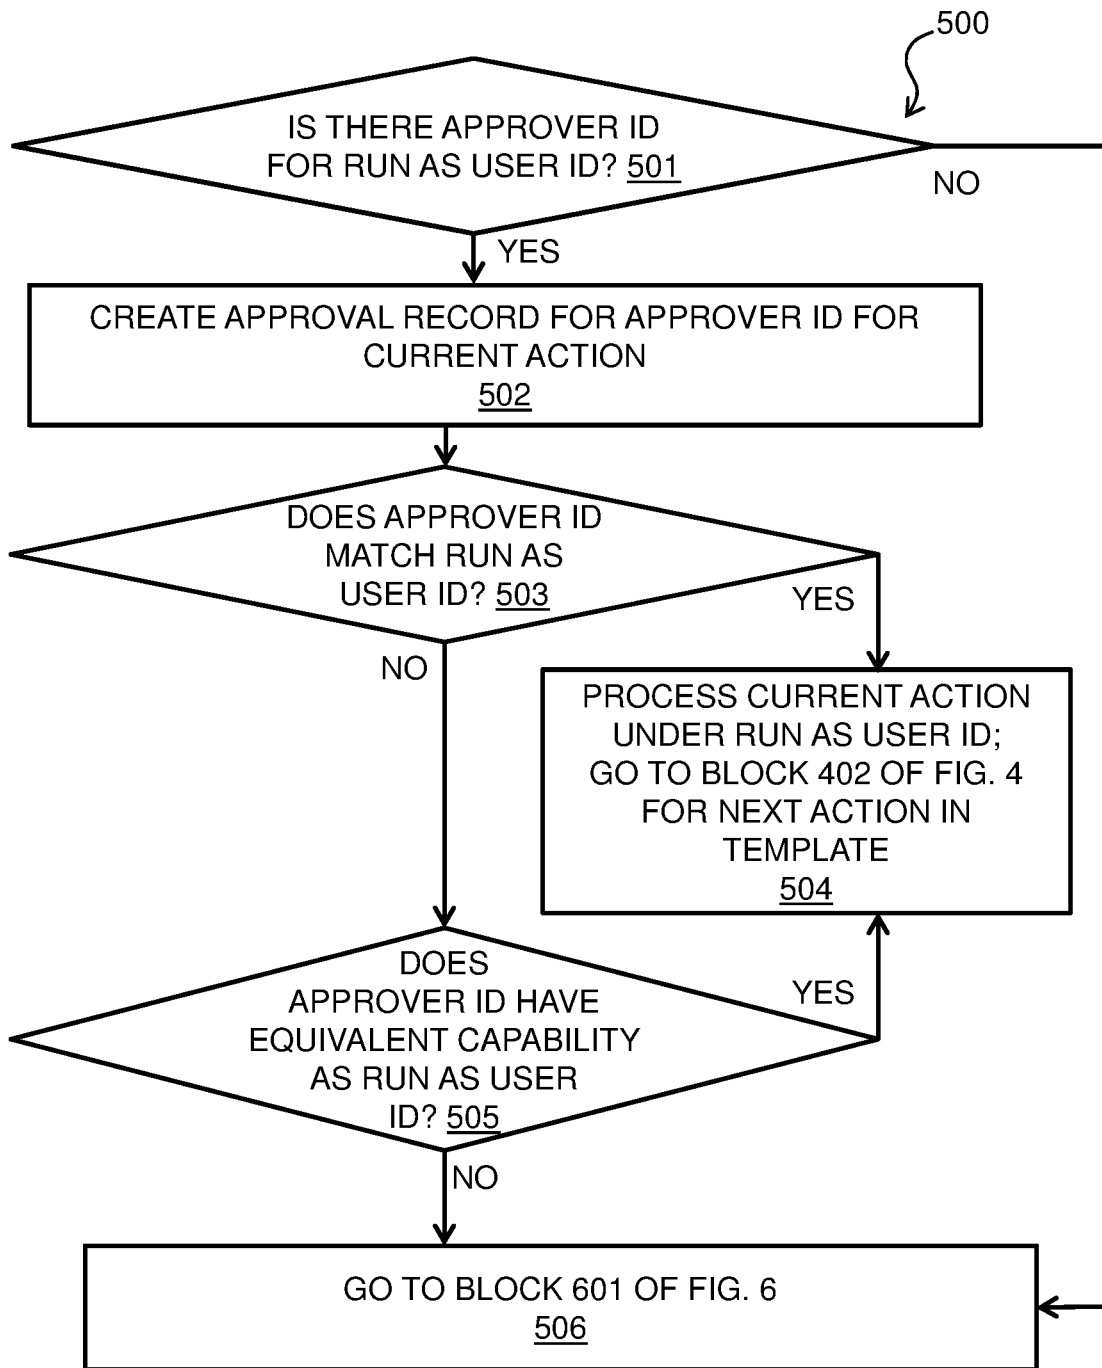 500
IS THERE APPROVER ID
FOR RUN AS USER ID? 501
NO
YES
CREATE APPROVAL RECORD FOR APPROVER ID FOR
CURRENT ACTION
502
DOES APPROVER ID
MATCH RUN AS
USER ID? 503
YES
NO
PROCESS CURRENT ACTION
UNDER RUN AS USER ID;
GO TO BLOCK 402 OF FIG. 4
FOR NEXT ACTION IN
TEMPLATE
504
DOES
APPROVER ID HAVE
EQUIVALENT CAPABILITY
AS RUN AS USER
ID? 505
YES
NO
GO TO BLOCK 601 OF FIG. 6
506